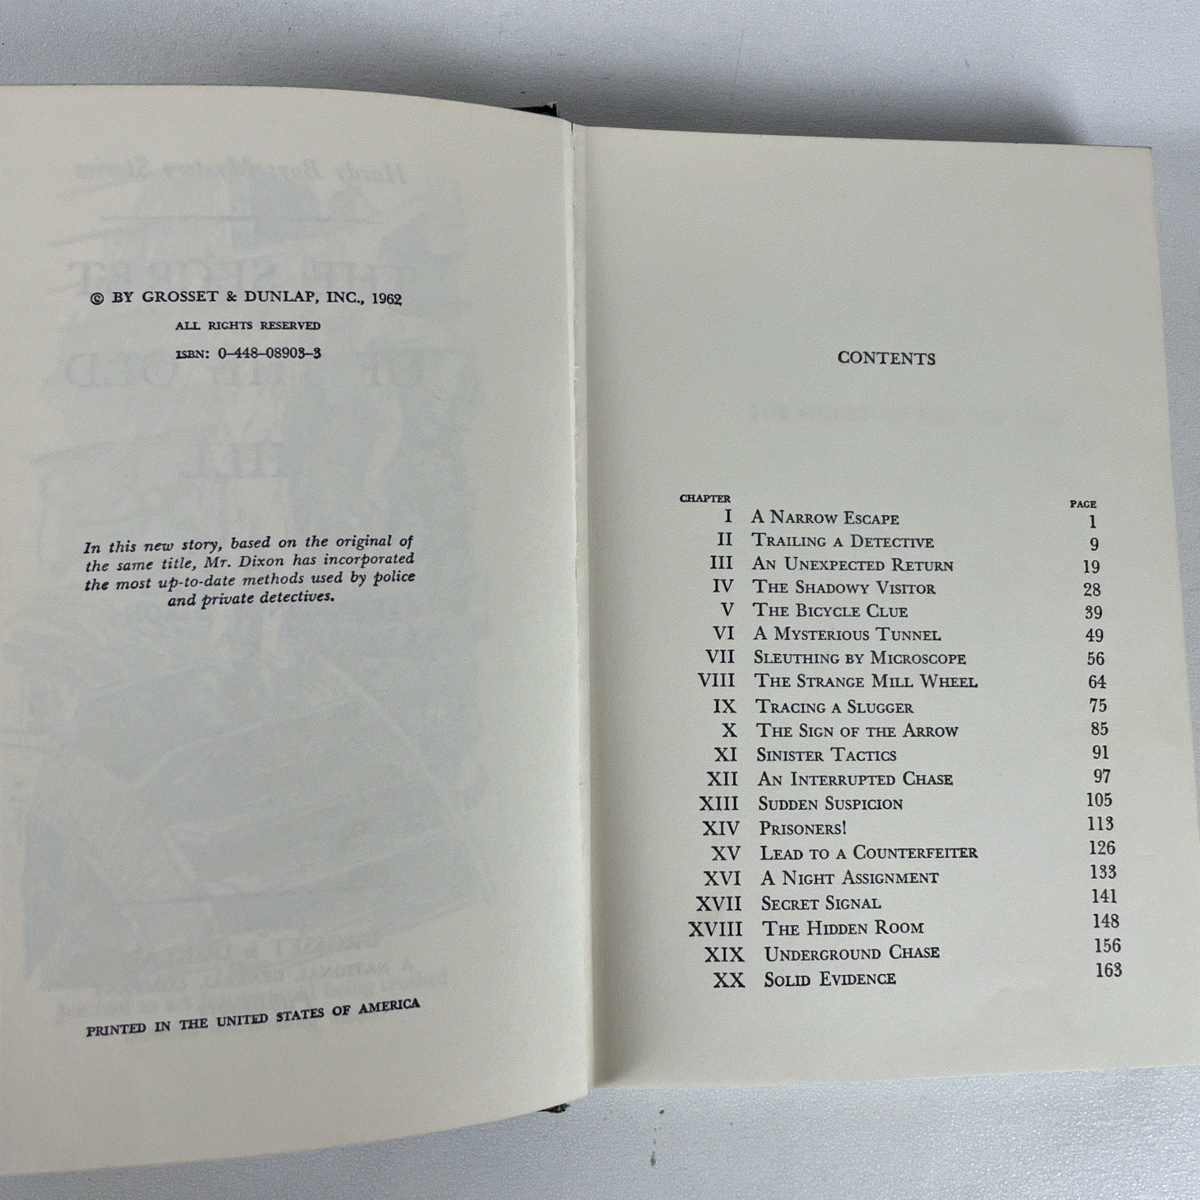 © BY GROSSET & DUNLAP, INC., 1962
ALL RIGHTS RESERVED
ISBN: 0-448-08903-3
In this new story, based on the original of
the same title, Mr. Dixon has incorporated
the most up-to-date methods used by police
and private detectives.
PRINTED IN THE UNITED STATES OF AMERICA
CONTENTS
CHAPTER PAGE
I A NARROW ESCAPE 1
II TRAILING A DETECTIVE 9
III AN UNEXPECTED RETURN 19
IV THE SHADOWY VISITOR 28
V THE BICYCLE CLUE 39
VI A MYSTERIOUS TUNNEL 49
VII SLEUTHING BY MICROSCOPE 56
VIII THE STRANGE MILL WHEEL 64
IX TRACING A SLUGGER 75
X THE SIGN OF THE ARROW 85
XI SINISTER TACTICS 91
XII AN INTERRUPTED CHASE 97
XIII SUDDEN SUSPICION 105
XIV PRISONERS! 113
XV LEAD TO A COUNTERFEITER 126
XVI A NIGHT ASSIGNMENT 133
XVII SECRET SIGNAL 141
XVIII THE HIDDEN ROOM 148
XIX UNDERGROUND CHASE 156
XX SOLID EVIDENCE 163